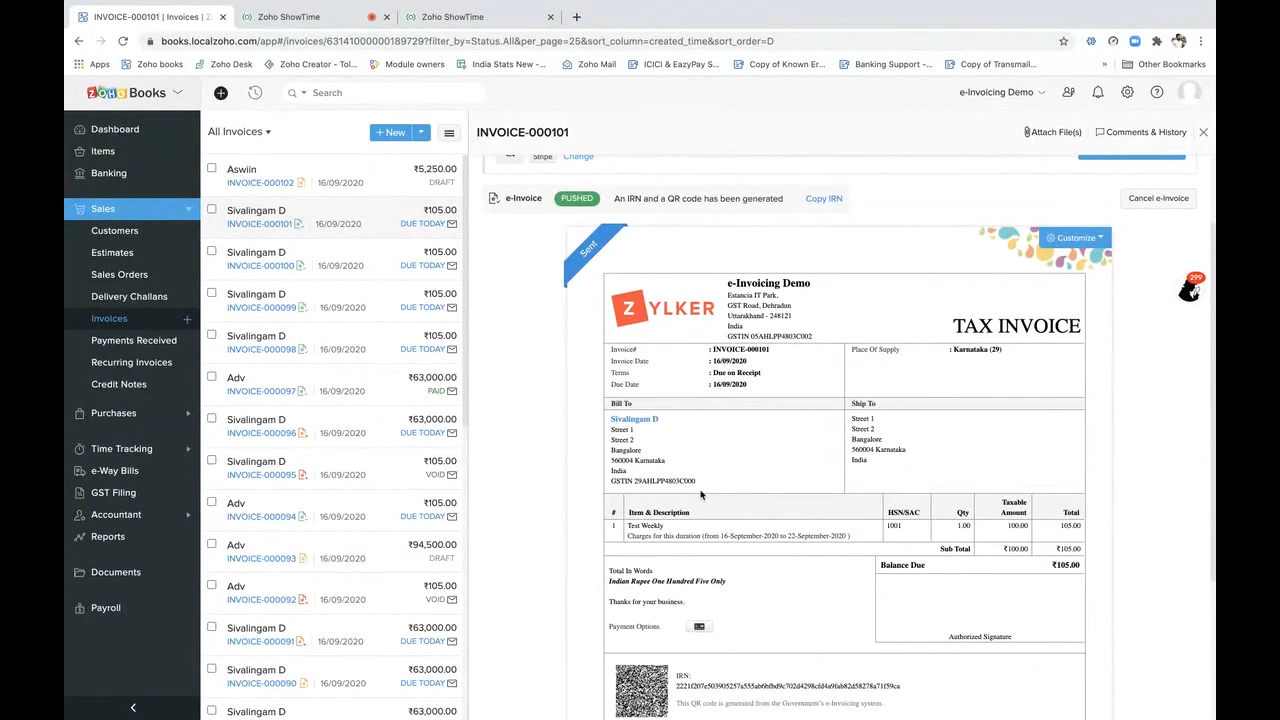 INVOICE-000101 | Invoices | Z
Zoho ShowTime
Zoho ShowTime
books.localzoho.com/app#/invoices/63141000000189729?filter_by=Status.All&per_page=25&sort_column=created_time&sort_order=D
Apps
Zoho books
Zoho Desk
Zoho Creator - Tol...
Module owners
India Stats New -...
Zoho Mail
ICICI & EazyPay S...
Copy of Known Er...
Banking Support -...
Copy of Transmail...
»
Other Bookmarks
ZOHO Books
Search
e-Invoicing Demo
Dashboard
Items
Banking
Sales
Customers
Estimates
Sales Orders
Delivery Challans
Invoices +
Payments Received
Recurring Invoices
Credit Notes
Purchases
Time Tracking
e-Way Bills
GST Filing
Accountant
Reports
Documents
Payroll
All Invoices
+ New
Aswiin ₹5,250.00
INVOICE-000102 16/09/2020 DRAFT
Sivalingam D ₹105.00
INVOICE-000101 16/09/2020 DUE TODAY
Sivalingam D ₹105.00
INVOICE-000100 16/09/2020 DUE TODAY
Sivalingam D ₹105.00
INVOICE-000099 16/09/2020 DUE TODAY
Sivalingam D ₹105.00
INVOICE-000098 16/09/2020 DUE TODAY
Adv ₹63,000.00
INVOICE-000097 16/09/2020 PAID
Sivalingam D ₹63,000.00
INVOICE-000096 16/09/2020 DUE TODAY
Sivalingam D ₹105.00
INVOICE-000095 16/09/2020 VOID
Adv ₹105.00
INVOICE-000094 16/09/2020 DUE TODAY
Adv ₹94,500.00
INVOICE-000093 16/09/2020 DRAFT
Adv ₹105.00
INVOICE-000092 16/09/2020 VOID
Sivalingam D ₹63,000.00
INVOICE-000091 16/09/2020 DUE TODAY
Sivalingam D ₹63,000.00
INVOICE-000090 16/09/2020 DUE TODAY
Sivalingam D ₹63,000.00
INVOICE-000101
Attach File(s)
Comments & History
Stripe
Change
e-Invoice PUSHED An IRN and a QR code has been generated Copy IRN
Cancel e-Invoice
Sent
Customize
299
ZYLKER
e-Invoicing Demo
Estancia IT Park,
GST Road, Dehradun
Uttarakhand - 248121
India
GSTIN 05AHLPP4803C002
TAX INVOICE
Invoice# : INVOICE-000101
Invoice Date : 16/09/2020
Terms : Due on Receipt
Due Date : 16/09/2020
Place Of Supply : Karnataka (29)
Bill To
Sivalingam D
Street 1
Street 2
Bangalore
560004 Karnataka
India
GSTIN 29AHLPP4803C000
Ship To
Street 1
Street 2
Bangalore
560004 Karnataka
India
# Item & Description HSN/SAC Qty Taxable Amount Total
1 Test Weekly 1001 1.00 100.00 105.00
Charges for this duration (from 16-September-2020 to 22-September-2020 )
Sub Total ₹100.00 ₹105.00
Balance Due ₹105.00
Total In Words
Indian Rupee One Hundred Five Only
Thanks for your business.
Payment Options
Authorized Signature
IRN:
2221f207e503905257a555ab6bfbd9c702d4298cfd4a9fab82d58278a71f59ca
This QR code is generated from the Government's e-Invoicing system.